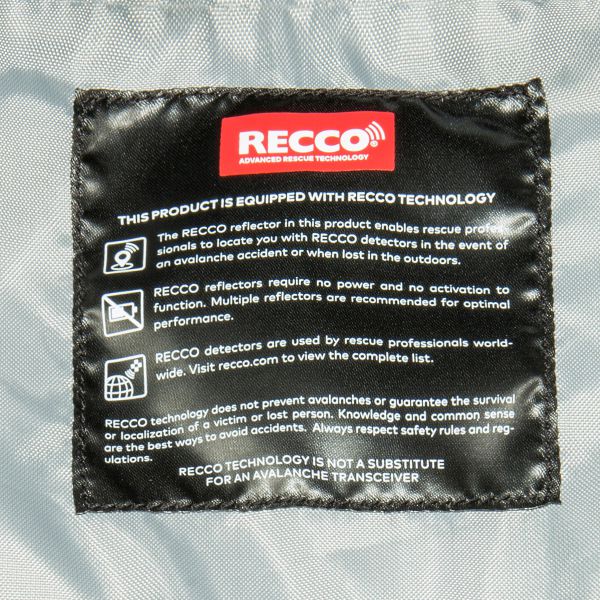 RECCO®
ADVANCED RESCUE TECHNOLOGY
THIS PRODUCT IS EQUIPPED WITH RECCO TECHNOLOGY
The RECCO reflector in this product enables rescue profes-
sionals to locate you with RECCO detectors in the event of
an avalanche accident or when lost in the outdoors.
RECCO reflectors require no power and no activation to
function. Multiple reflectors are recommended for optimal
performance.
RECCO detectors are used by rescue professionals world-
wide. Visit recco.com to view the complete list.
RECCO technology does not prevent avalanches or guarantee the survival
or localization of a victim or lost person. Knowledge and common sense
are the best ways to avoid accidents. Always respect safety rules and reg-
ulations.
RECCO TECHNOLOGY IS NOT A SUBSTITUTE
FOR AN AVALANCHE TRANSCEIVER